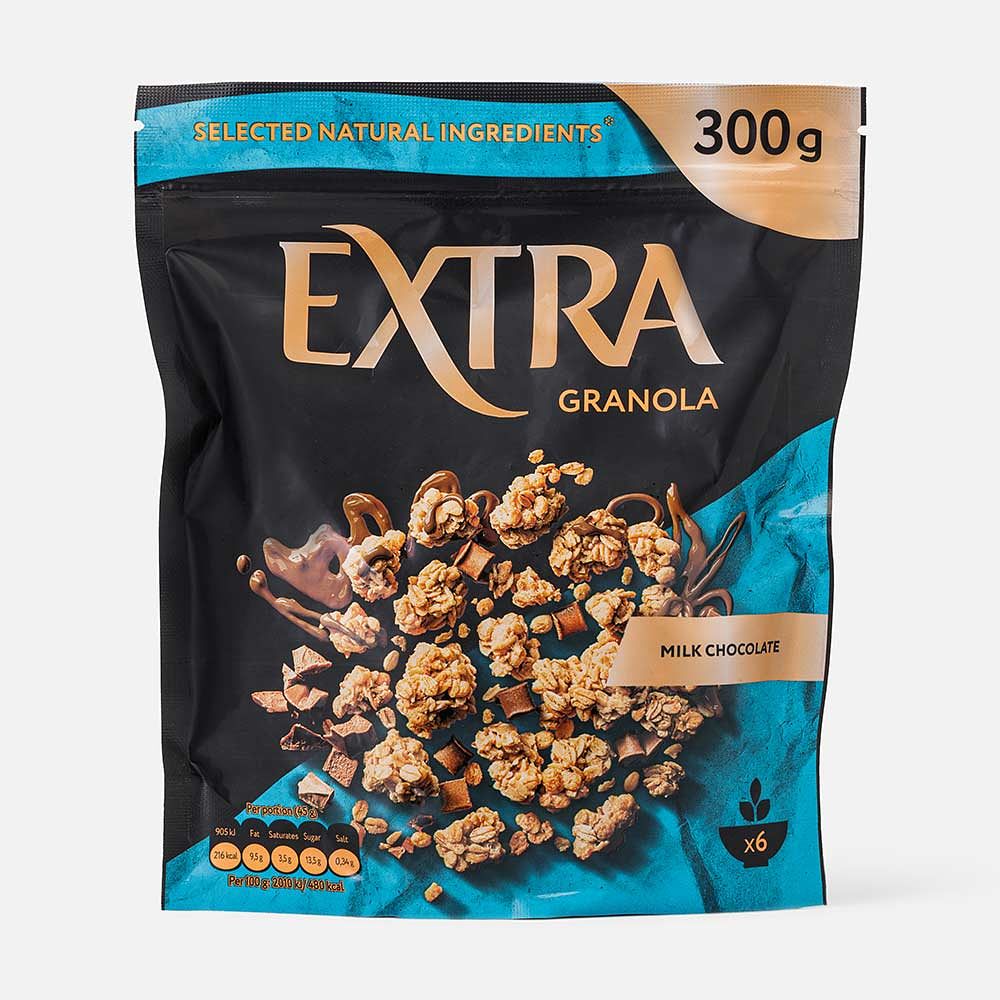 SELECTED NATURAL INGREDIENTS*
300g
EXTRA
GRANOLA
MILK CHOCOLATE
Per portion (45 g)
905 kJ Fat Saturates Sugar Salt
216 kcal 9,5 g 3,5 g 13,5 g 0,34 g
Per 100 g: 2010 kJ/ 480 kcal
x6